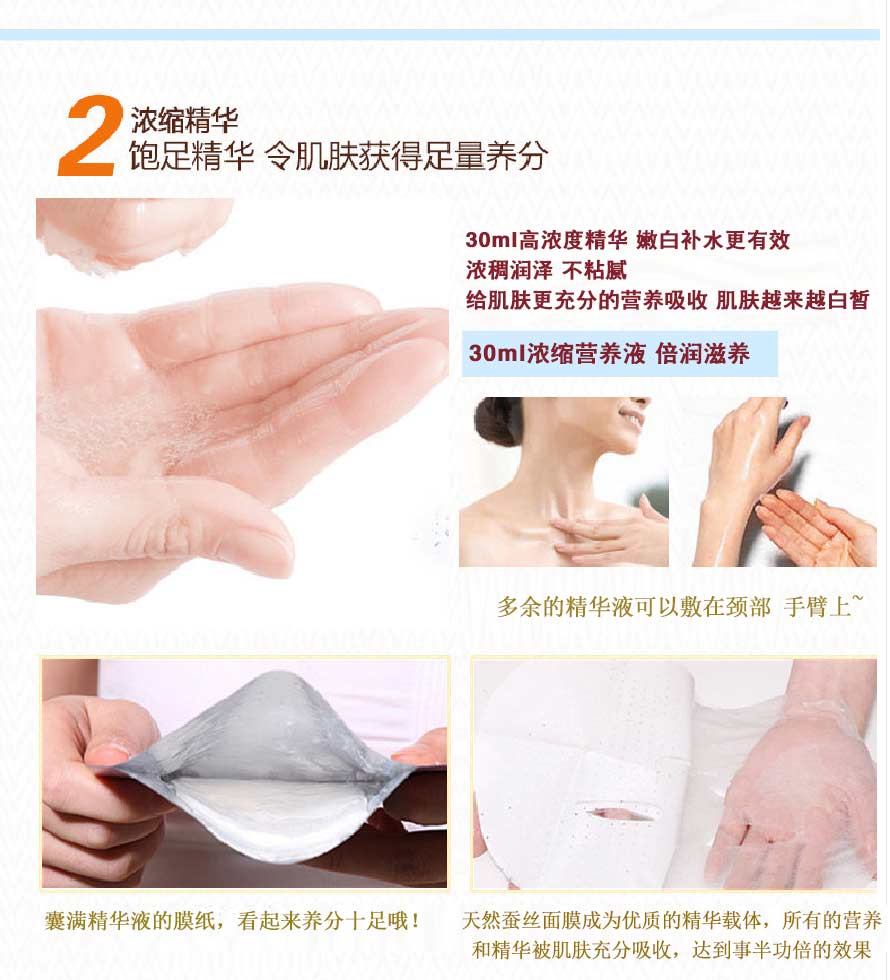 2
浓缩精华
饱足精华 令肌肤获得足量养分
30ml高浓度精华 嫩白补水更有效
浓稠润泽 不粘腻
给肌肤更充分的营养吸收 肌肤越来越白皙
30ml浓缩营养液 倍润滋养
多余的精华液可以敷在颈部 手臂上~
囊满精华液的膜纸，看起来养分十足哦！
天然蚕丝面膜成为优质的精华载体，所有的营养
和精华被肌肤充分吸收，达到事半功倍的效果